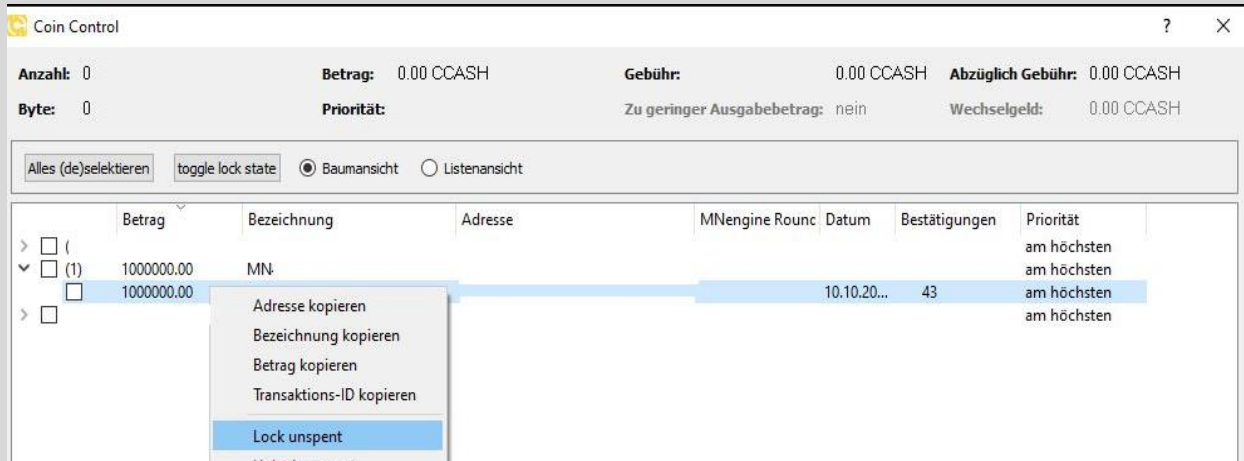 Coin Control ?
Anzahl: 0 Betrag: 0.00 CCASH Gebühr: 0.00 CCASH Abzüglich Gebühr: 0.00 CCASH
Byte: 0 Priorität: Zu geringer Ausgabebetrag: nein Wechselgeld: 0.00 CCASH
Alles (de)selektieren toggle lock state Baumansicht Listenansicht
Betrag Bezeichnung Adresse MNengine Rounc Datum Bestätigungen Priorität
( am höchsten
(1) 1000000.00 MN- am höchsten
1000000.00 10.10.20... 43 am höchsten
am höchsten
Adresse kopieren
Bezeichnung kopieren
Betrag kopieren
Transaktions-ID kopieren
Lock unspent